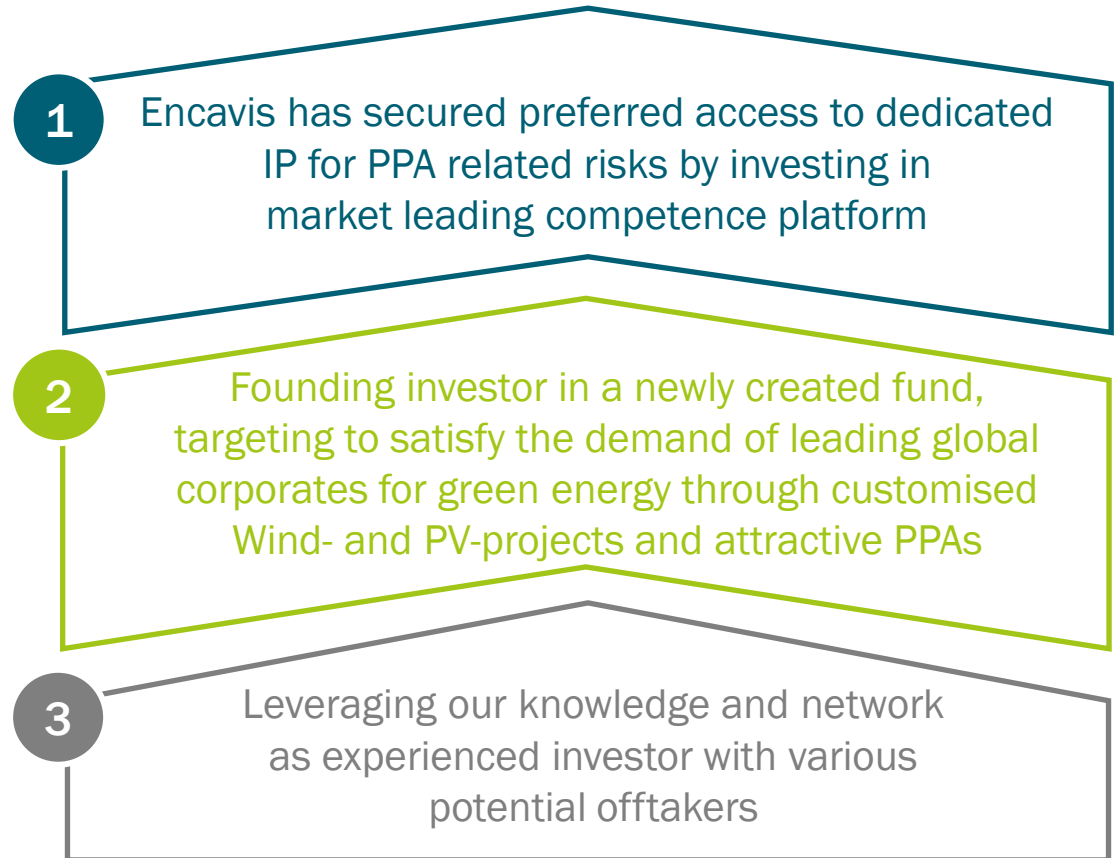 1
Encavis has secured preferred access to dedicated
IP for PPA related risks by investing in
market leading competence platform
2
Founding investor in a newly created fund,
targeting to satisfy the demand of leading global
corporates for green energy through customised
Wind- and PV-projects and attractive PPAs
3
Leveraging our knowledge and network
as experienced investor with various
potential offtakers